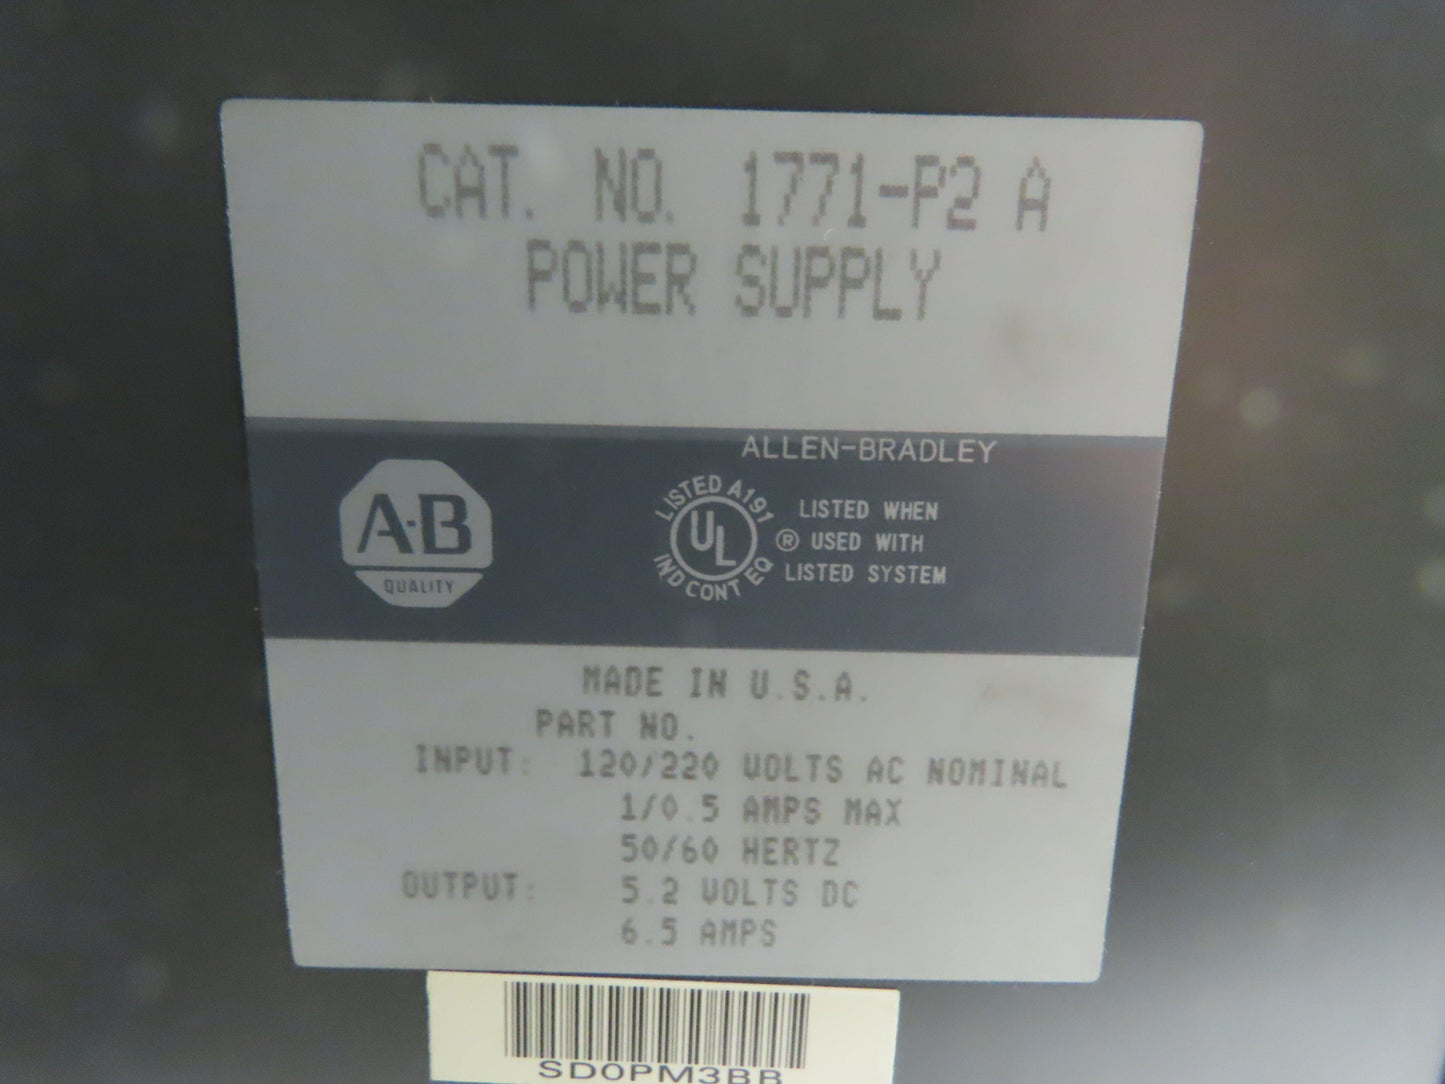 CAT. NO. 1771-P2 A
POWER SUPPLY
ALLEN-BRADLEY
A-B
QUALITY
LISTED A191
UL
IND CONT EQ
®
LISTED WHEN
USED WITH
LISTED SYSTEM
MADE IN U.S.A.
PART NO.
INPUT: 120/220 VOLTS AC NOMINAL
1/0.5 AMPS MAX
50/60 HERTZ
OUTPUT: 5.2 VOLTS DC
6.5 AMPS
SD0PM3BB